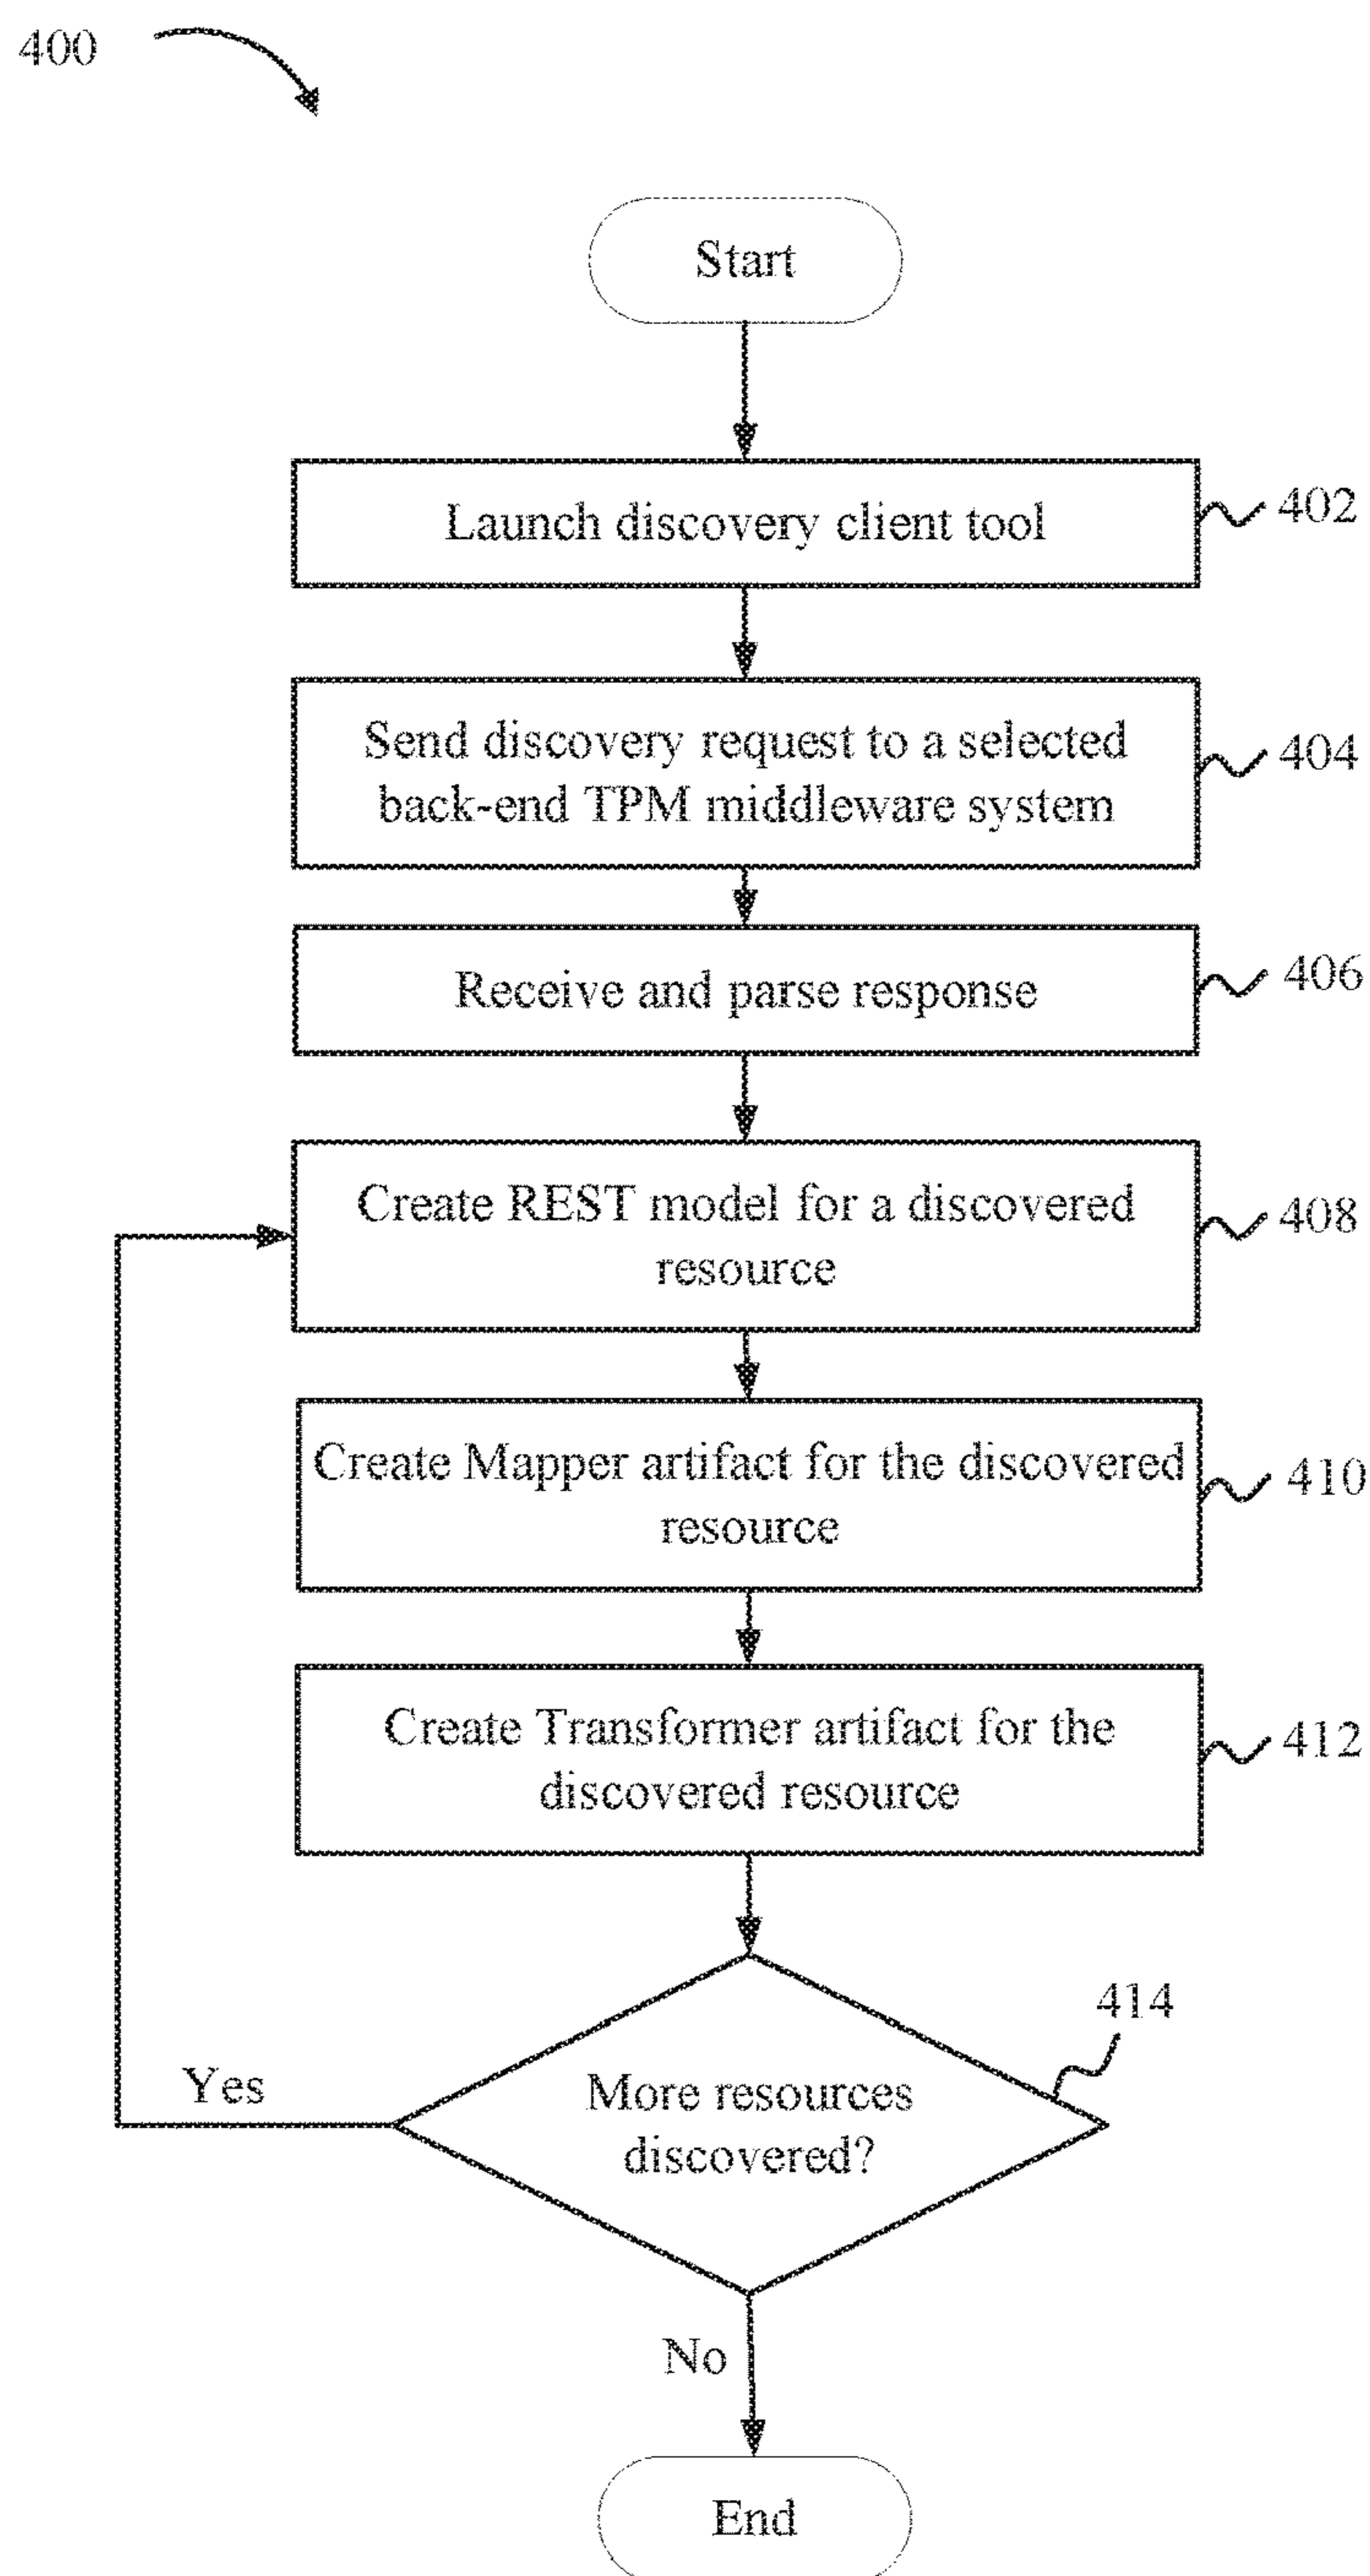 400
Start
Launch discovery client tool
402
Send discovery request to a selected
back-end TPM middleware system
404
Receive and parse response
406
Create REST model for a discovered
resource
408
Create Mapper artifact for the discovered
resource
410
Create Transformer artifact for the
discovered resource
412
414
More resources
discovered?
Yes
No
End